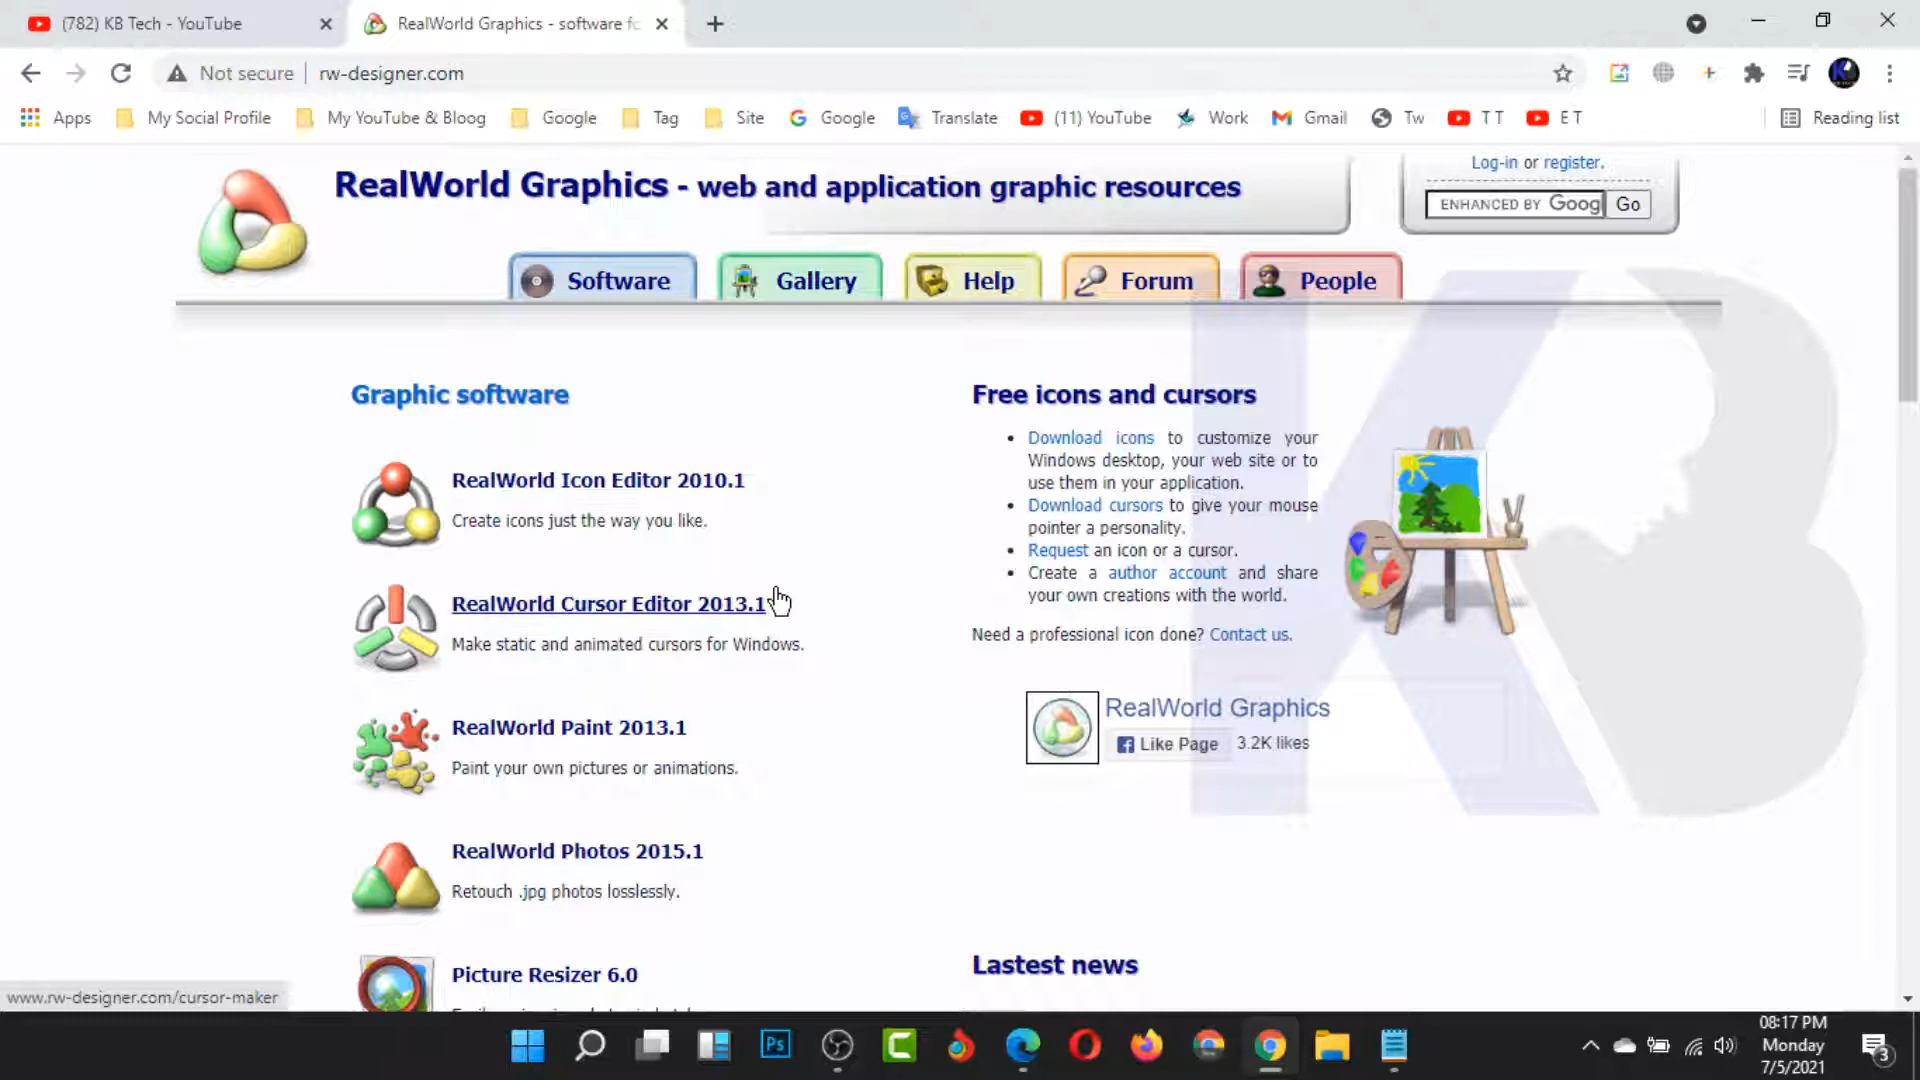 (782) KB Tech - YouTube
RealWorld Graphics - software fo
Not secure
rw-designer.com
Apps
My Social Profile
My YouTube & Bloog
Google
Tag
Site
Google
Translate
(11) YouTube
Work
Gmail
Tw
T T
E T
Reading list
RealWorld Graphics - web and application graphic resources
Log-in or register.
ENHANCED BY Goog
Go
Software
Gallery
Help
Forum
People
Graphic software
RealWorld Icon Editor 2010.1
Create icons just the way you like.
RealWorld Cursor Editor 2013.1
Make static and animated cursors for Windows.
RealWorld Paint 2013.1
Paint your own pictures or animations.
RealWorld Photos 2015.1
Retouch .jpg photos losslessly.
Picture Resizer 6.0
Free icons and cursors
• Download icons to customize your
Windows desktop, your web site or to
use them in your application.
• Download cursors to give your mouse
pointer a personality.
• Request an icon or a cursor.
• Create a author account and share
your own creations with the world.
Need a professional icon done? Contact us.
RealWorld Graphics
Like Page
3.2K likes
Lastest news
KB
www.rw-designer.com/cursor-maker
Ps
08:17 PM
Monday
7/5/2021
3